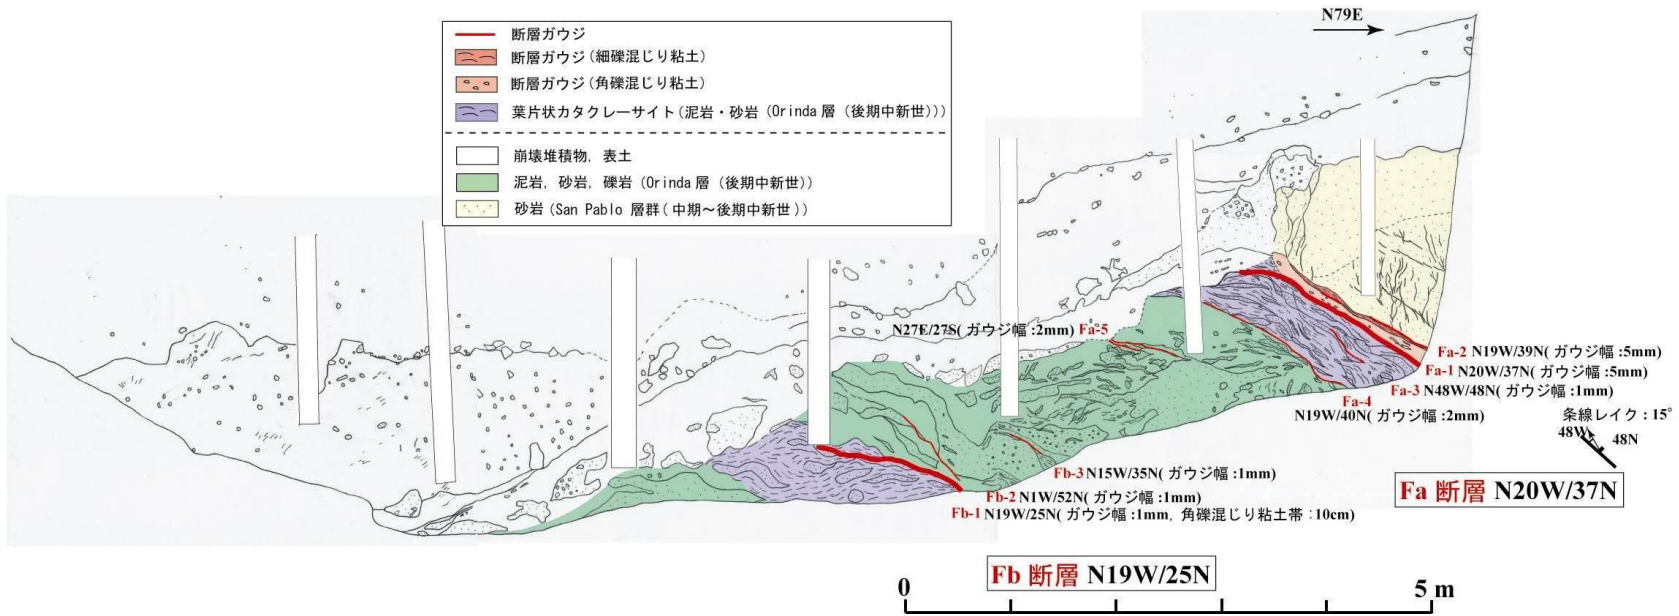 N79E
断層ガウジ
断層ガウジ(細礫混じり粘土)
断層ガウジ(角礫混じり粘土)
葉片状カタクレーサイト(泥岩・砂岩(Orinda 層(後期中新世)))
崩壊堆積物, 表土
泥岩, 砂岩, 礫岩(Orinda 層(後期中新世))
砂岩(San Pablo 層群(中期～後期中新世))
N27E/27S(ガウジ幅:2mm) Fa-5
Fa-2 N19W/39N(ガウジ幅:5mm)
Fa-1 N20W/37N(ガウジ幅:5mm)
Fa-3 N48W/48N(ガウジ幅:1mm)
Fa-4
N19W/40N(ガウジ幅:2mm)
条線レイク:15°
48W 48N
Fa 断層 N20W/37N
Fb-3 N15W/35N(ガウジ幅:1mm)
Fb-2 N1W/52N(ガウジ幅:1mm)
Fb-1 N19W/25N(ガウジ幅:1mm, 角礫混じり粘土帯:10cm)
Fb 断層 N19W/25N
0 5 m